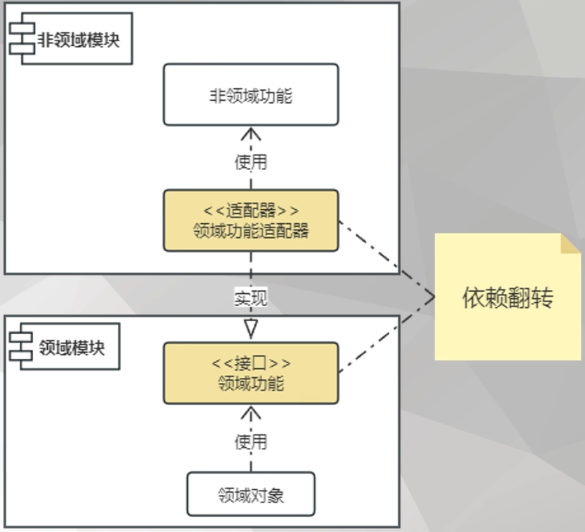 非领域模块
非领域功能
使用
<<适配器>>
领域功能适配器
实现
依赖翻转
领域模块
<<接口>>
领域功能
使用
领域对象